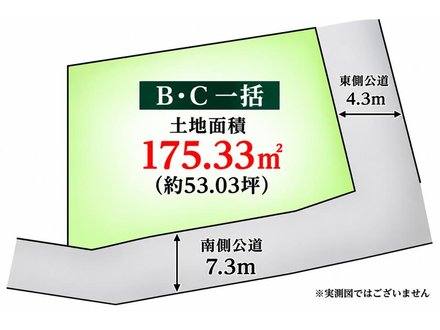 B・C 一括
土地面積
175.33㎡
（約53.03坪）
東側公道
4.3m
南側公道
7.3m
※実測図ではございません